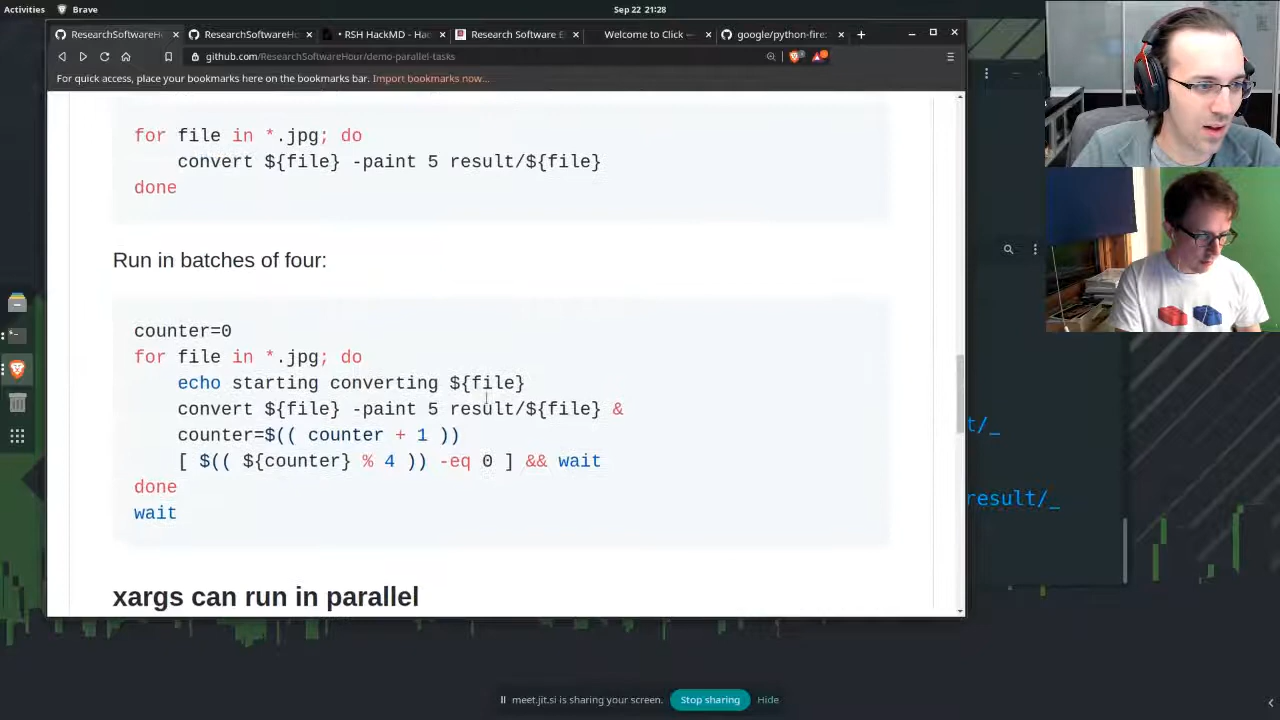 Activities Brave Sep 22 21:28
ResearchSoftwareH ResearchSoftwareHo • RSH HackMD - Hac Research Software E Welcome to Click — google/python-fire:
github.com/ResearchSoftwareHour/demo-parallel-tasks
For quick access, place your bookmarks here on the bookmarks bar. Import bookmarks now...
for file in *.jpg; do
convert ${file} -paint 5 result/${file}
done
Run in batches of four:
counter=0
for file in *.jpg; do
echo starting converting ${file}
convert ${file} -paint 5 result/${file} &
counter=$(( counter + 1 ))
[ $(( ${counter} % 4 )) -eq 0 ] && wait
done
wait
t/_
result/_
xargs can run in parallel
meet.jit.si is sharing your screen. Stop sharing Hide